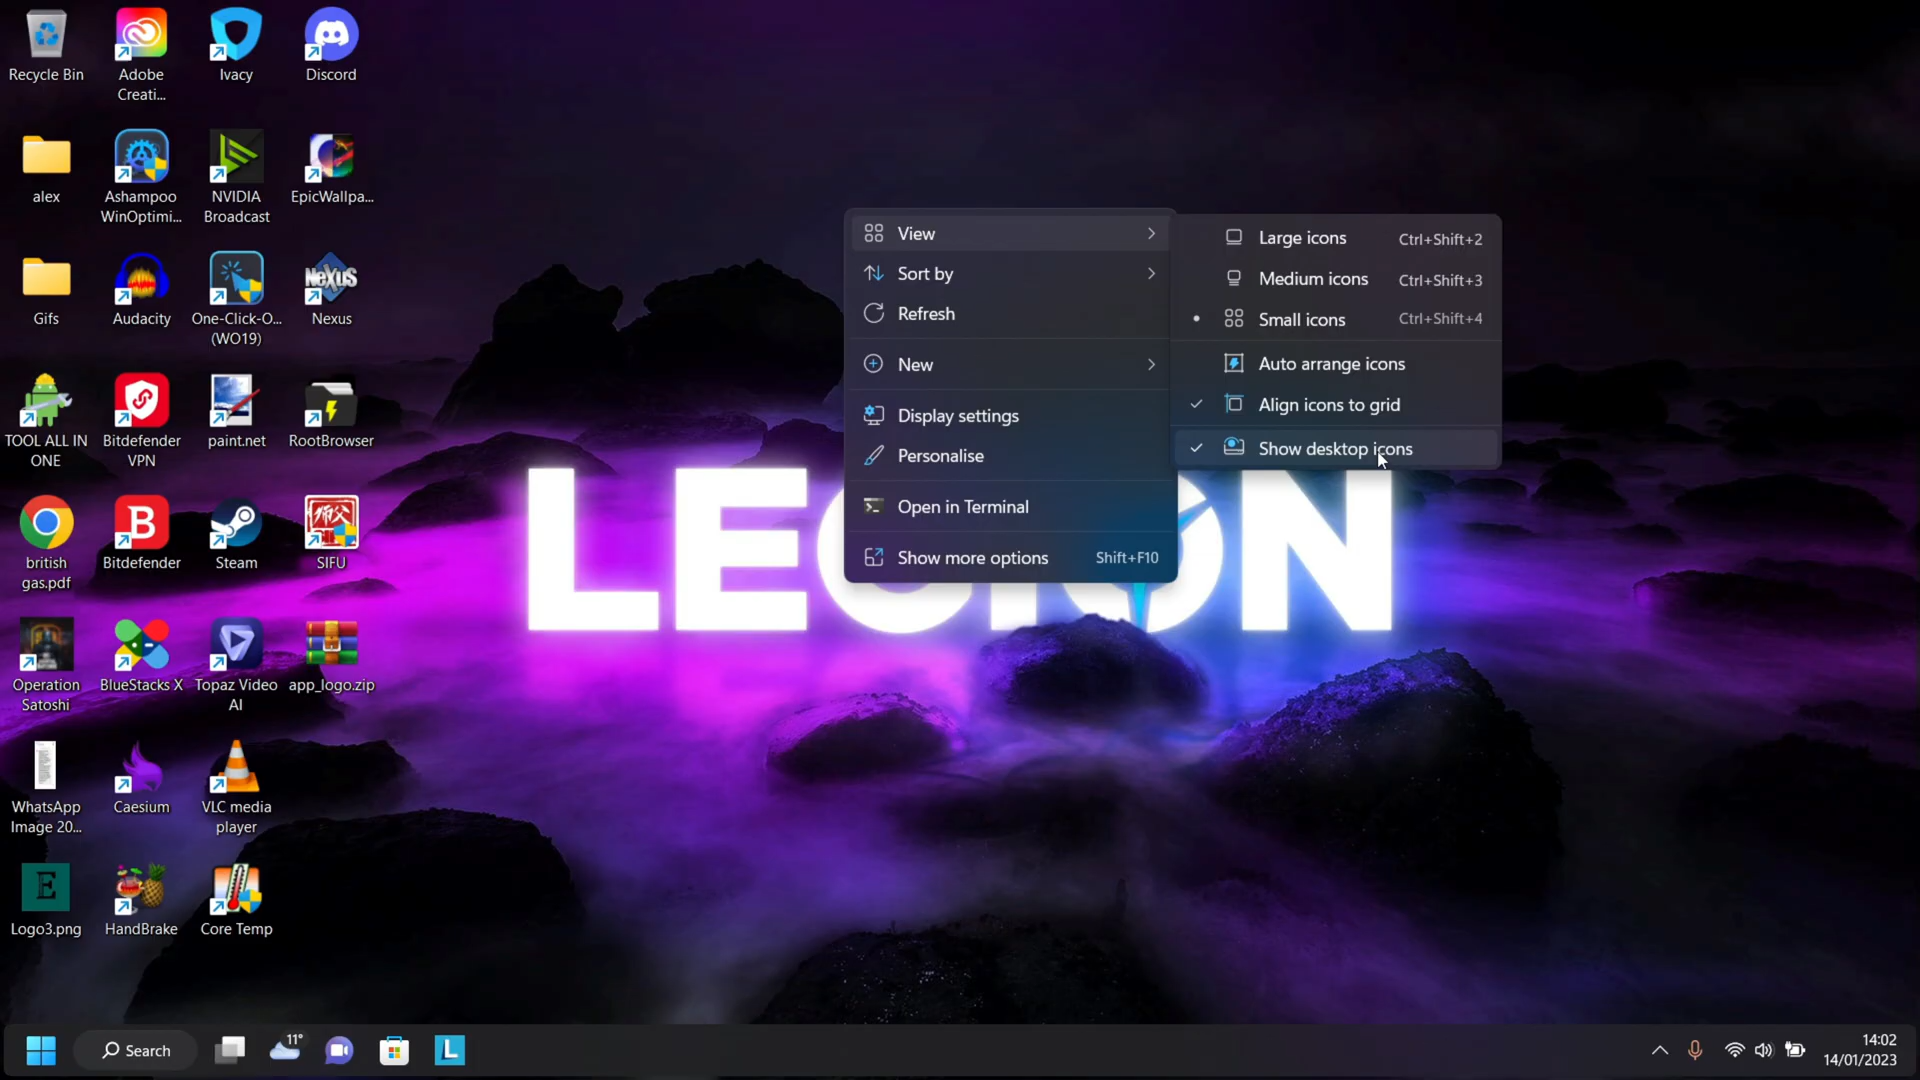 Recycle Bin
Adobe
Creati...
Ivacy
Discord
alex
Ashampoo
WinOptimi...
NVIDIA
Broadcast
EpicWallpa...
Gifs
Audacity
One-Click-O...
(WO19)
NEXUS
Nexus
TOOL ALL IN
ONE
Bitdefender
VPN
paint.net
RootBrowser
british
gas.pdf
B
Bitdefender
Steam
师父
SIFU
Operation
Satoshi
BlueStacks X
Topaz Video
AI
app_logo.zip
WhatsApp
Image 20...
Caesium
VLC media
player
E
Logo3.png
HandBrake
Core Temp
View
Sort by
Refresh
New
Display settings
Personalise
Open in Terminal
Show more options Shift+F10
Large icons Ctrl+Shift+2
Medium icons Ctrl+Shift+3
Small icons Ctrl+Shift+4
Auto arrange icons
Align icons to grid
Show desktop icons
LEGION
Search
11°
L
14:02
14/01/2023